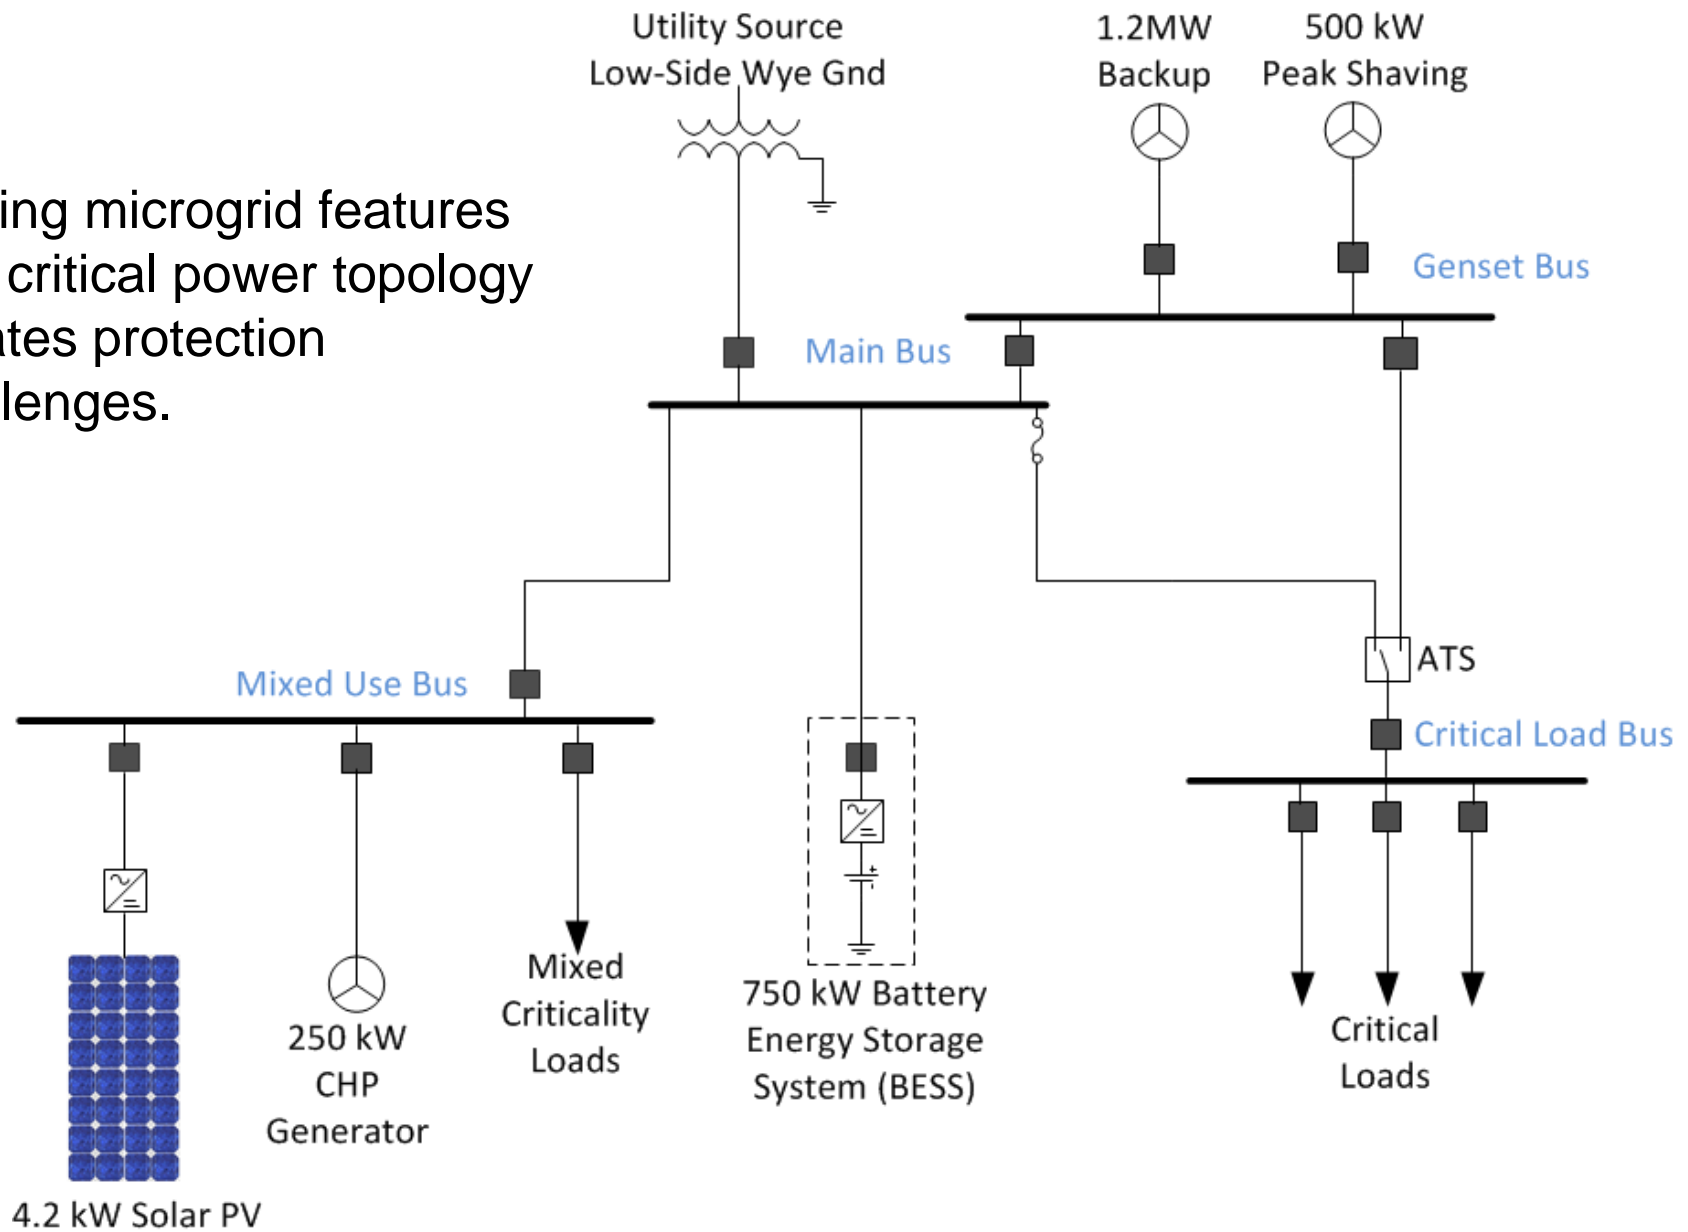 Utility Source
Low-Side Wye Gnd
1.2MW
Backup
500 kW
Peak Shaving
ing microgrid features
critical power topology
ates protection
lenges.
Genset Bus
Main Bus
ATS
Mixed Use Bus
Critical Load Bus
Mixed
Criticality
Loads
750 kW Battery
Energy Storage
System (BESS)
250 kW
CHP
Generator
Critical
Loads
4.2 kW Solar PV